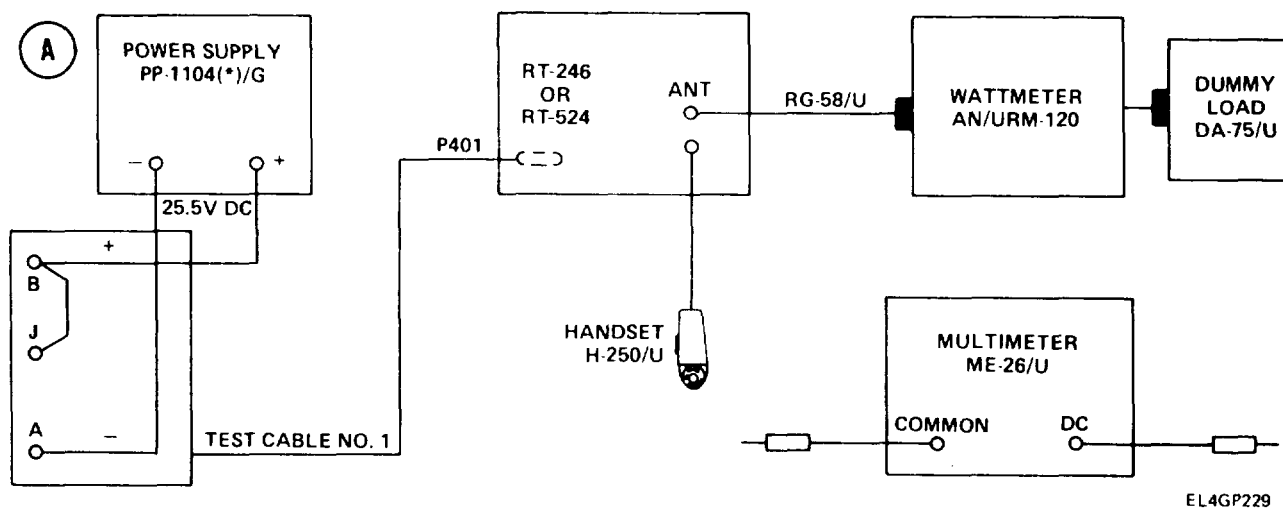 A
POWER SUPPLY
PP-1104(*)/G
− +
25.5V DC
+
B
J
A
−
TEST CABLE NO. 1
P401
RT-246
OR
RT-524
ANT
RG-58/U
WATTMETER
AN/URM-120
DUMMY
LOAD
DA-75/U
HANDSET
H-250/U
MULTIMETER
ME-26/U
COMMON DC
EL4GP229